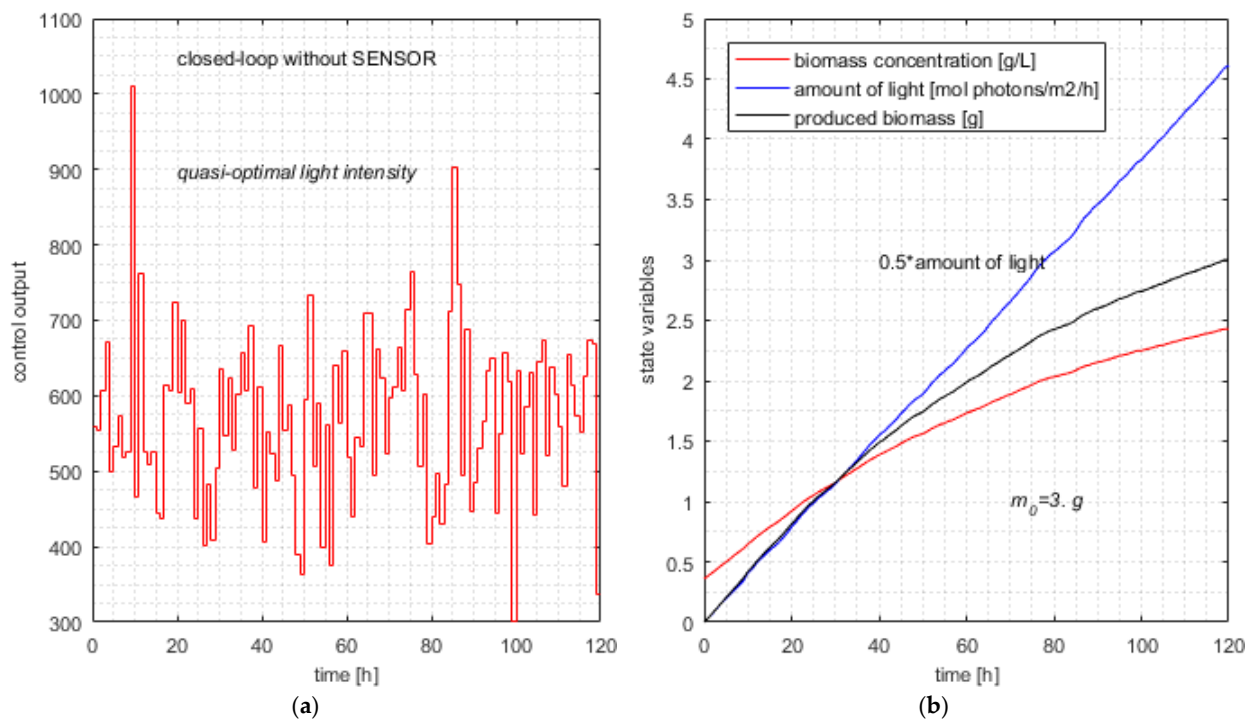 1100
1000
900
800
700
600
500
400
300
control output
closed-loop without SENSOR
quasi-optimal light intensity
0 20 40 60 80 100 120
time [h]
(a)
5
4.5
4
3.5
3
2.5
2
1.5
1
0.5
0
state variables
biomass concentration [g/L]
amount of light [mol photons/m2/h]
produced biomass [g]
0.5*amount of light
m_0=3. g
0 20 40 60 80 100 120
time [h]
(b)